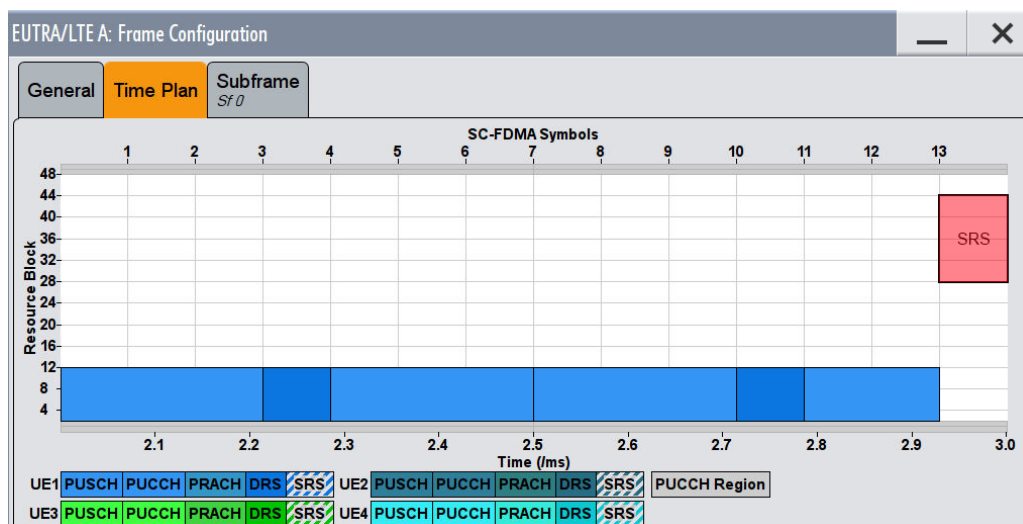 EUTRA/LTE A: Frame Configuration
General Time Plan Subframe
Sf 0
SC-FDMA Symbols
1 2 3 4 5 6 7 8 9 10 11 12 13
48
44
40
36
32
28
24
20
16
12
8
4
Resource Block
SRS
2.1 2.2 2.3 2.4 2.5 2.6 2.7 2.8 2.9 3.0
Time (/ms)
UE1 PUSCH PUCCH PRACH DRS SRS UE2 PUSCH PUCCH PRACH DRS SRS PUCCH Region
UE3 PUSCH PUCCH PRACH DRS SRS UE4 PUSCH PUCCH PRACH DRS SRS